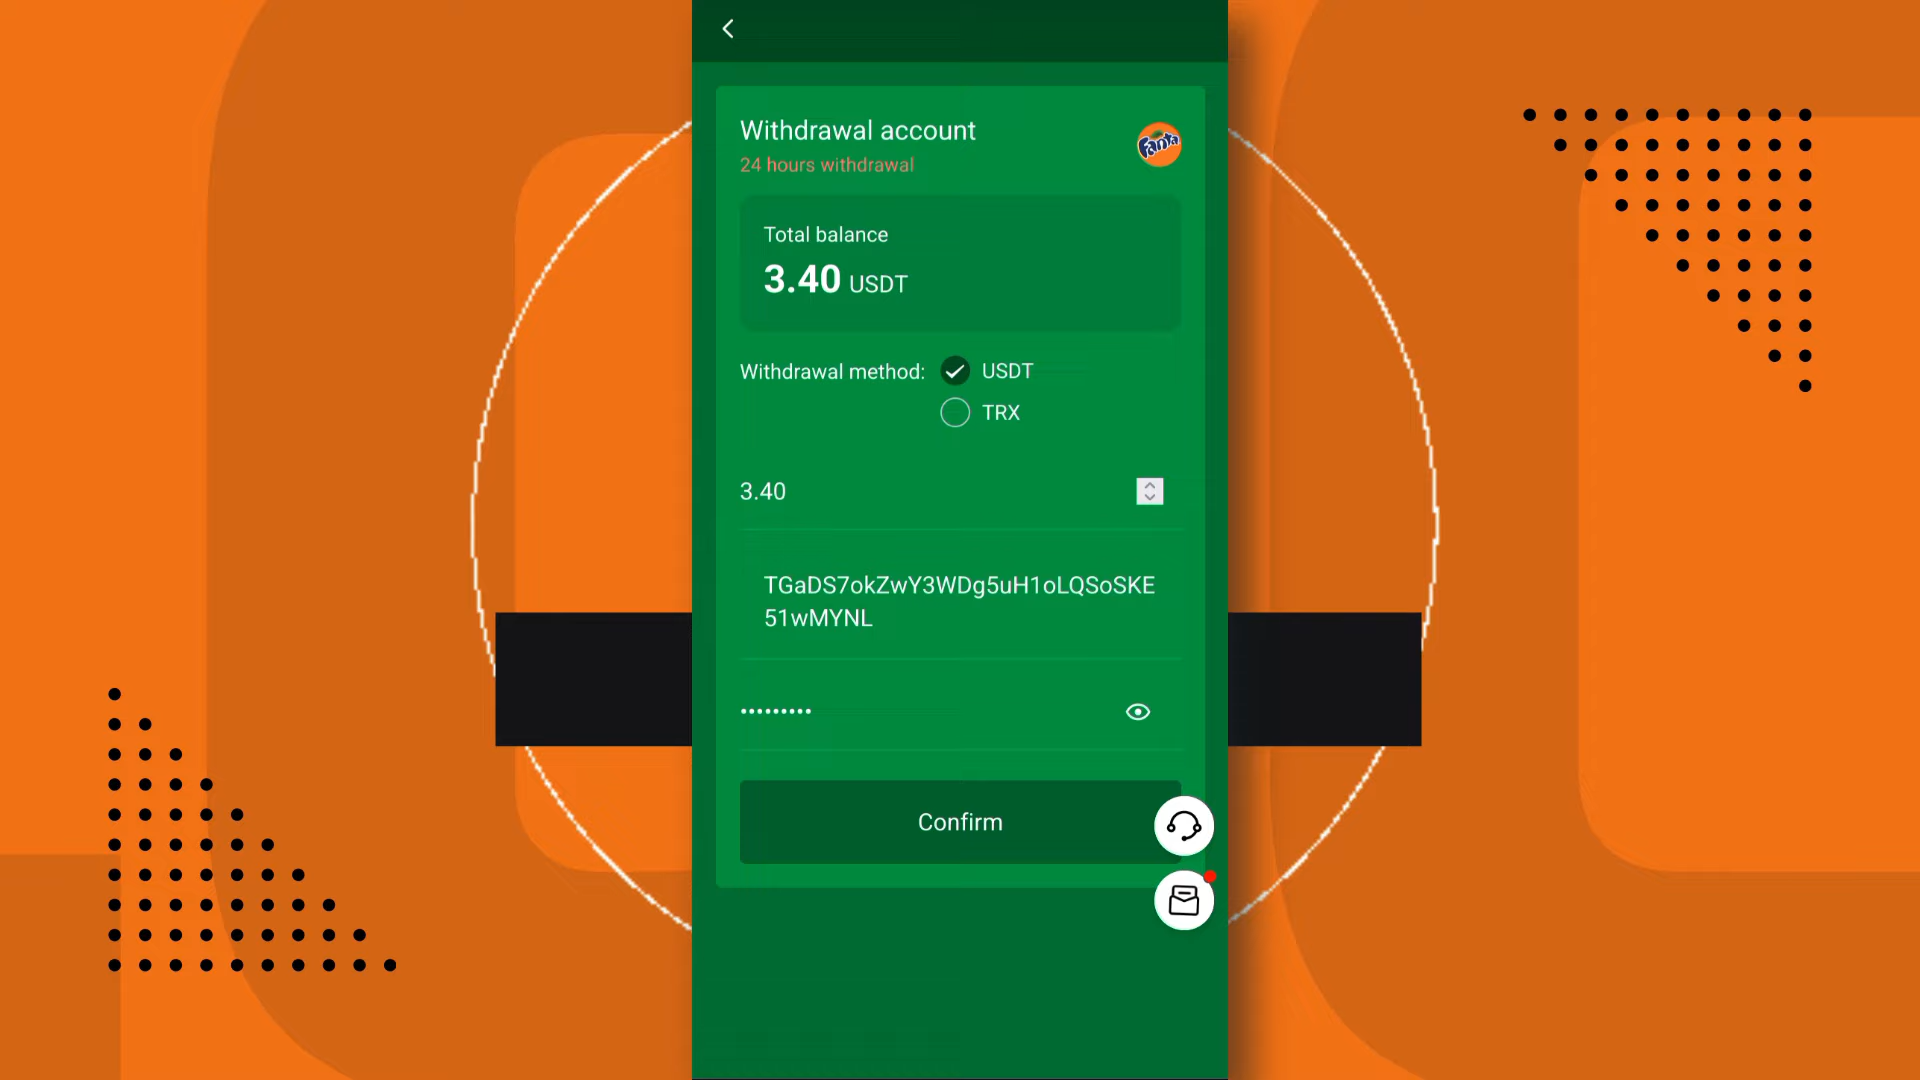 Withdrawal account
24 hours withdrawal
Fanta
Total balance
3.40 USDT
Withdrawal method: USDT
TRX
3.40
TGaDS7okZwY3WDg5uH1oLQSoSKE
51wMYNL
•••••••••
Confirm